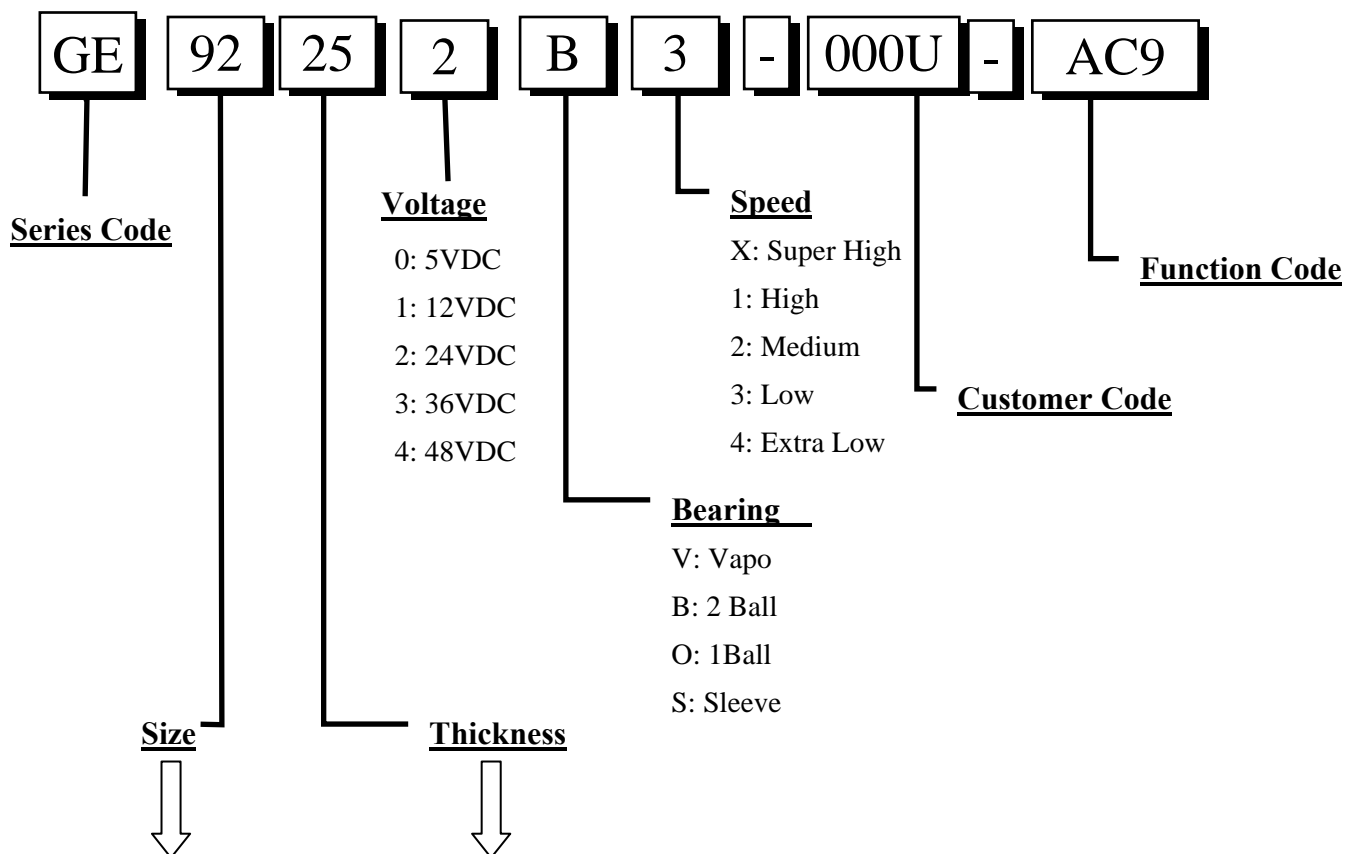 GE 92 25 2 B 3 - 000U - AC9
Series Code
Voltage
0: 5VDC
1: 12VDC
2: 24VDC
3: 36VDC
4: 48VDC
Speed
X: Super High
1: High
2: Medium
3: Low
4: Extra Low
Function Code
Customer Code
Bearing
V: Vapo
B: 2 Ball
O: 1Ball
S: Sleeve
Size
Thickness